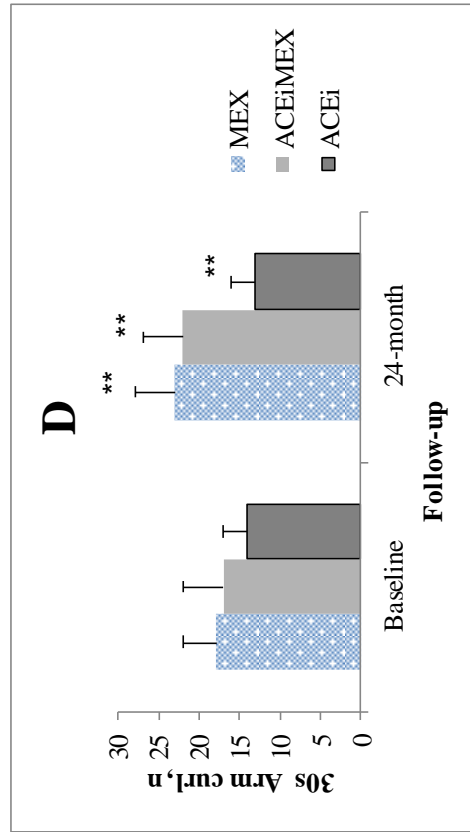 D
30s Arm curl, n
30
25
20
15
10
5
0
**
**
**
Baseline
24-month
Follow-up
MEX
ACEiMEX
ACEi